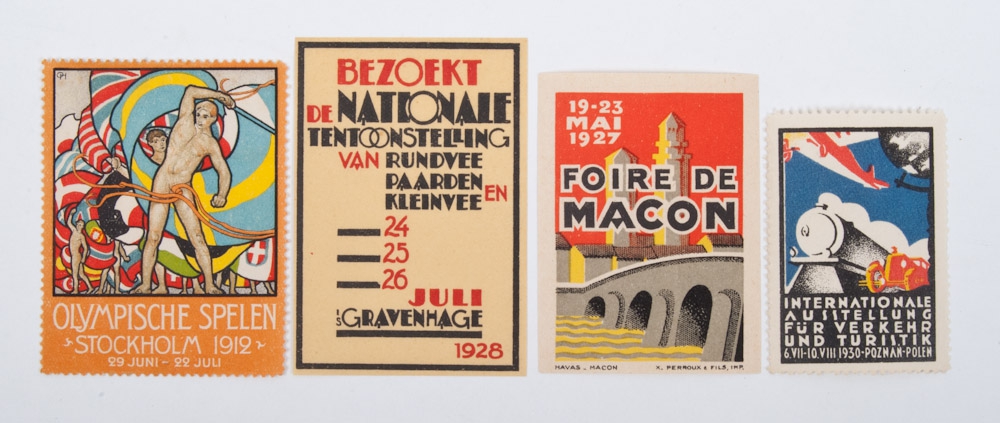 OLYMPISCHE SPELEN
STOCKHOLM 1912
29 JUNI - 22 JULI
BEZOEKT
DE NATIONALE
TENTOONSTELLING
VAN RUNDVEE
PAARDEN EN
KLEINVEE
24
25
26
JULI
'S GRAVENHAGE
1928
19-23
MAI
1927
FOIRE DE
MACON
HAVAS - MACON X. PERROUX & FILS, IMP.
INTERNATIONALE
AUSSTELLUNG
FÜR VERKEHR
UND TURISTIK
6.VII-10.VIII 1930-POZNAŃ-POLEN